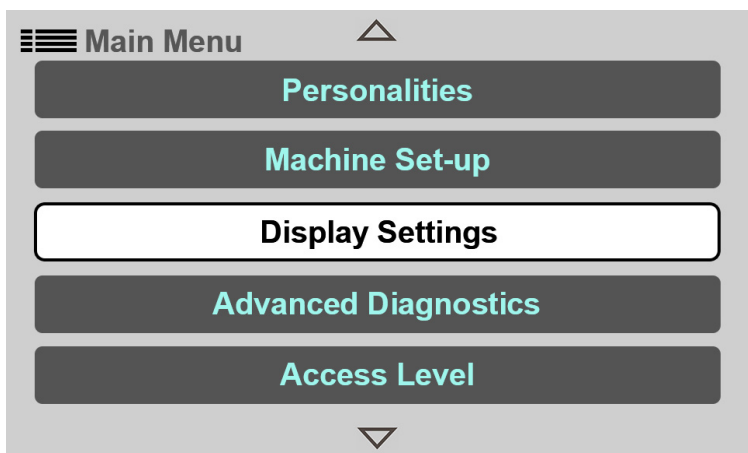 Main Menu
Personalities
Machine Set-up
Display Settings
Advanced Diagnostics
Access Level